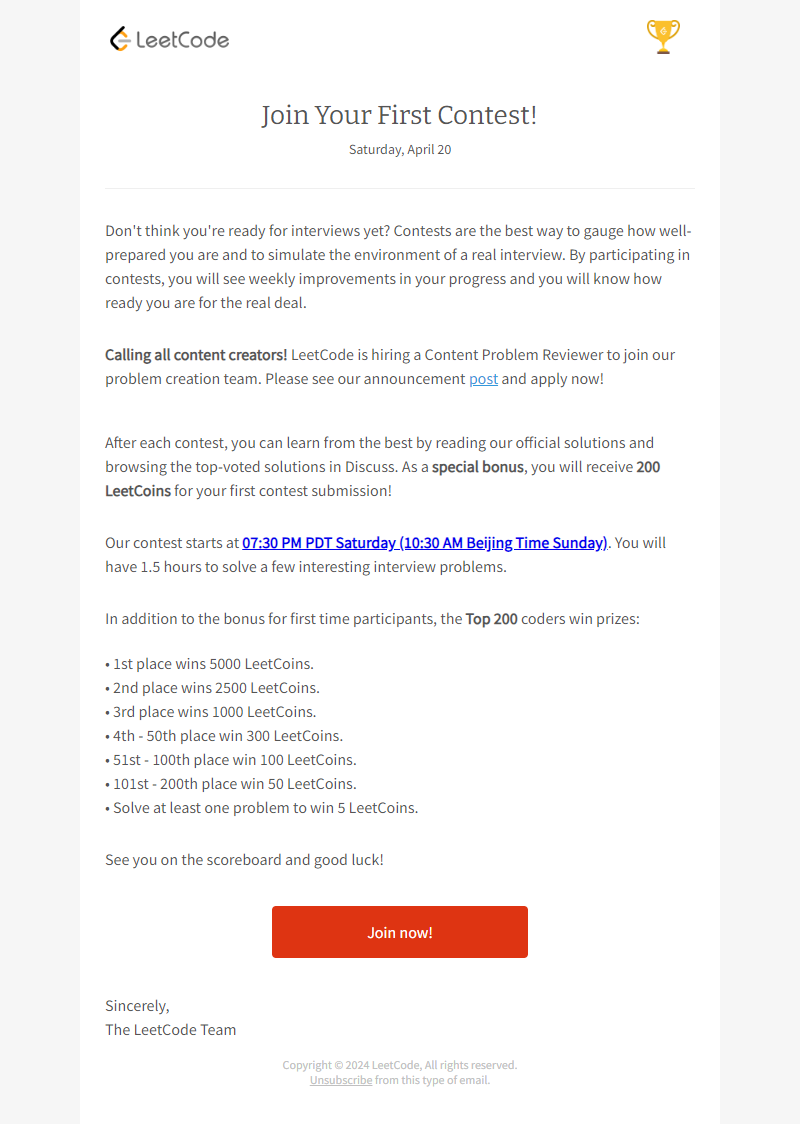 LeetCode
Join Your First Contest!
Saturday, April 20
Don't think you're ready for interviews yet? Contests are the best way to gauge how well-
prepared you are and to simulate the environment of a real interview. By participating in
contests, you will see weekly improvements in your progress and you will know how
ready you are for the real deal.
Calling all content creators! LeetCode is hiring a Content Problem Reviewer to join our
problem creation team. Please see our announcement post and apply now!
After each contest, you can learn from the best by reading our official solutions and
browsing the top-voted solutions in Discuss. As a special bonus, you will receive 200
LeetCoins for your first contest submission!
Our contest starts at 07:30 PM PDT Saturday (10:30 AM Beijing Time Sunday). You will
have 1.5 hours to solve a few interesting interview problems.
In addition to the bonus for first time participants, the Top 200 coders win prizes:
• 1st place wins 5000 LeetCoins.
• 2nd place wins 2500 LeetCoins.
• 3rd place wins 1000 LeetCoins.
• 4th - 50th place win 300 LeetCoins.
• 51st - 100th place win 100 LeetCoins.
• 101st - 200th place win 50 LeetCoins.
• Solve at least one problem to win 5 LeetCoins.
See you on the scoreboard and good luck!
Join now!
Sincerely,
The LeetCode Team
Copyright © 2024 LeetCode, All rights reserved.
Unsubscribe from this type of email.